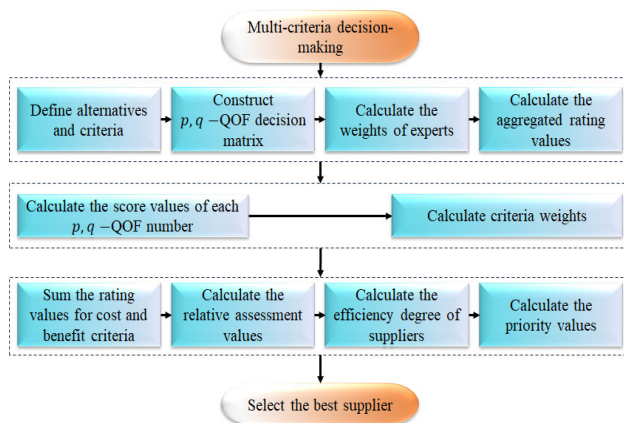 Multi-criteria decision-
making
Define alternatives
and criteria
Construct
p, q −QOF decision
matrix
Calculate the
weights of experts
Calculate the
aggregated rating
values
Calculate the score values of each
p, q −QOF number
Calculate criteria weights
Sum the rating
values for cost and
benefit criteria
Calculate the
relative assessment
values
Calculate the
efficiency degree of
suppliers
Calculate the
priority values
Select the best supplier